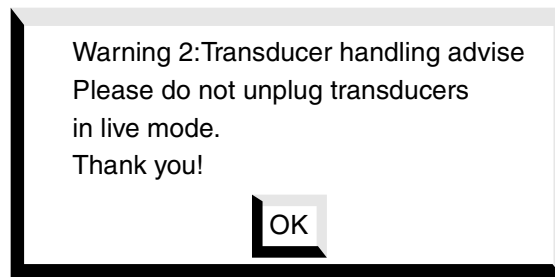 Warning 2:Transducer handling advise
Please do not unplug transducers
in live mode.
Thank you!
OK